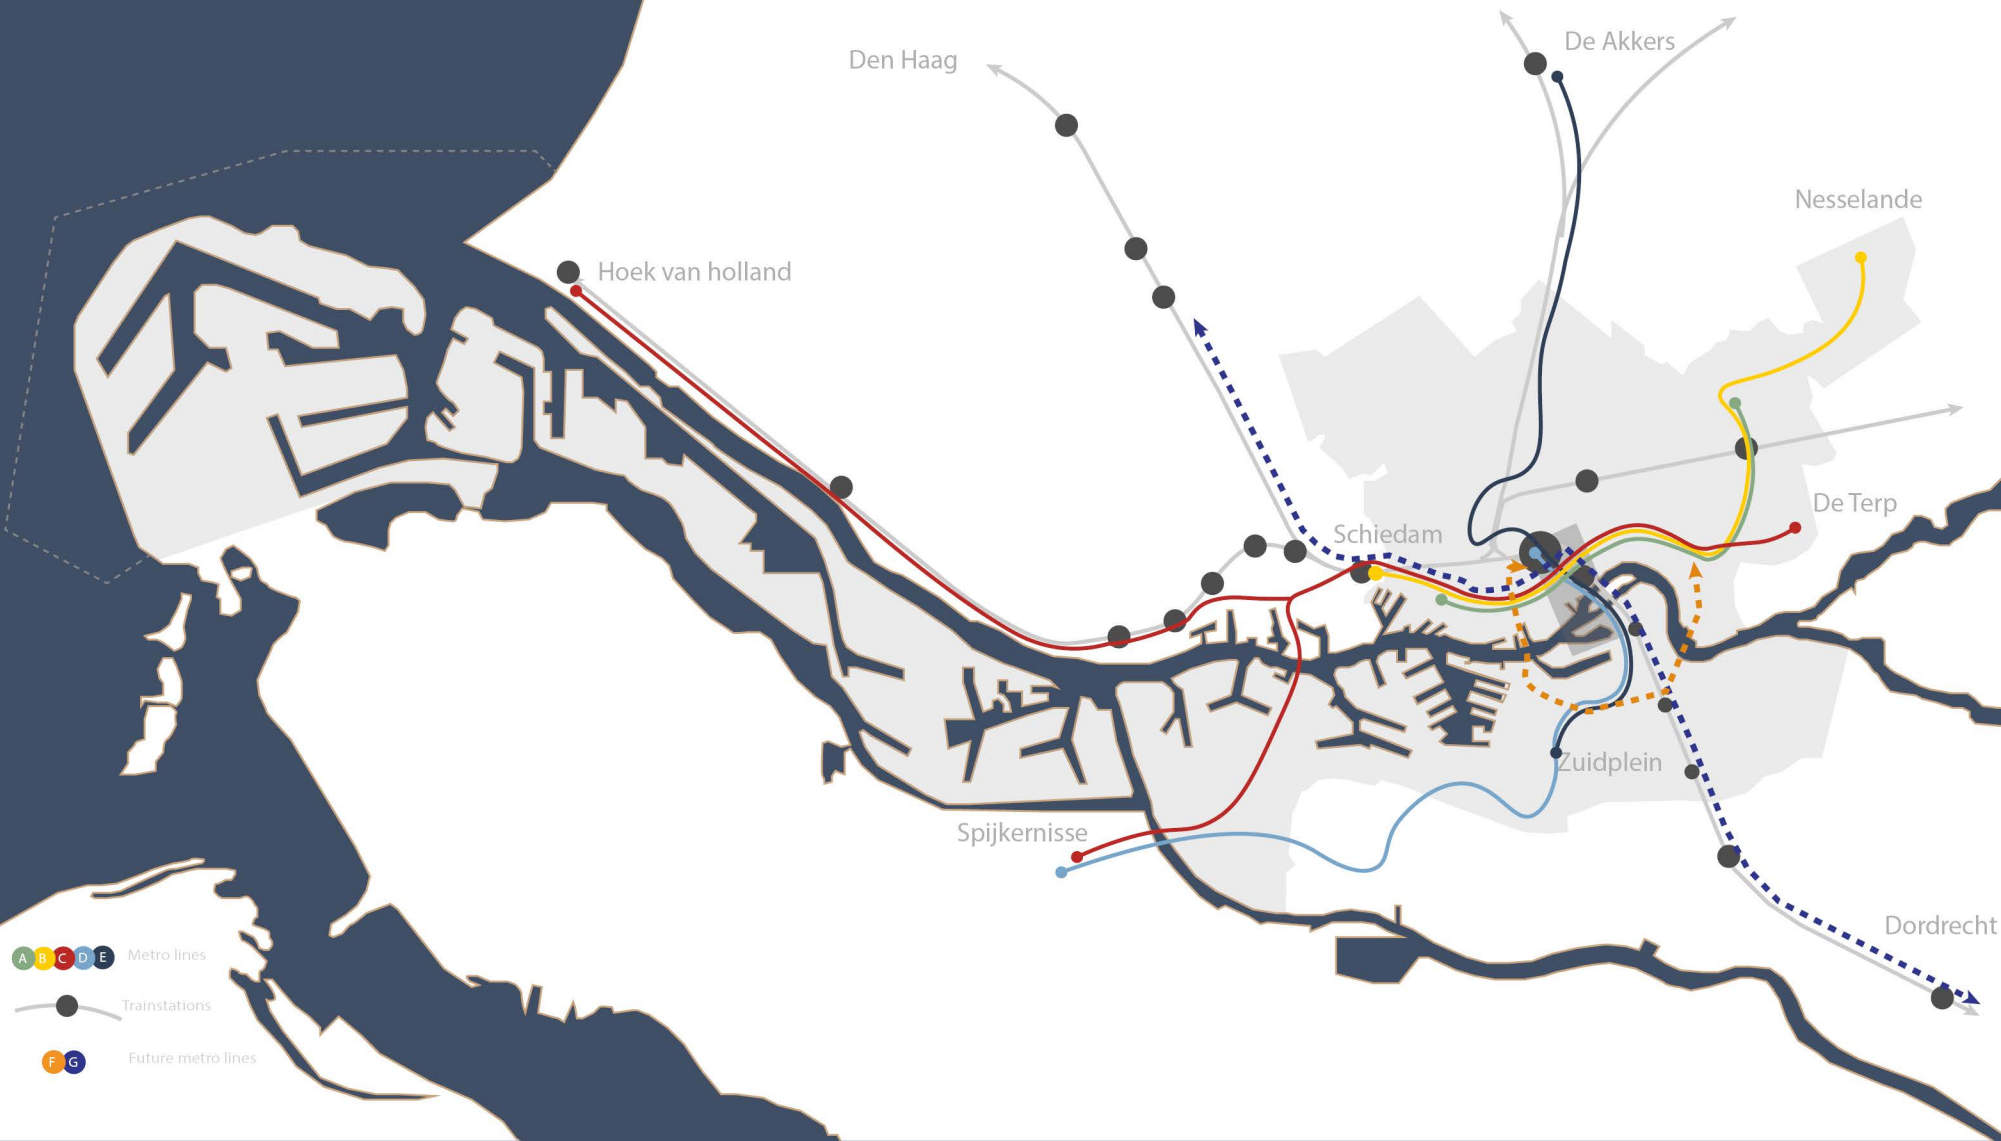 Den Haag
De Akkers
Nesselande
Hoek van holland
De Terp
Schiedam
Zuidplein
Spijkernisse
Dordrecht
A B C D E Metro lines
Trainstations
F G Future metro lines